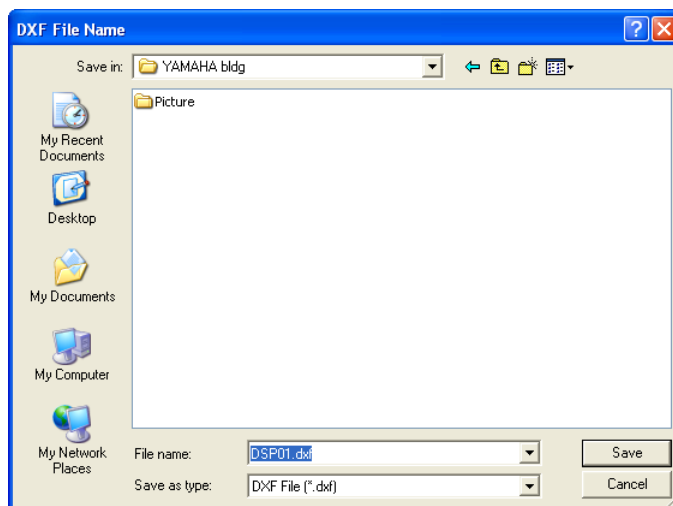 DXF File Name
Save in: YAMAHA bldg
Picture
My Recent
Documents
Desktop
My Documents
My Computer
My Network
Places
File name: DSP01.dxf Save
Save as type: DXF File (*.dxf) Cancel